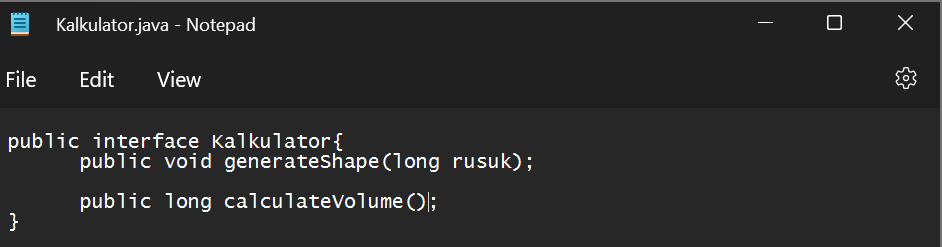 Kalkulator.java - Notepad
File Edit View
public interface Kalkulator{
public void generateShape(long rusuk);
public long calculateVolume();
}